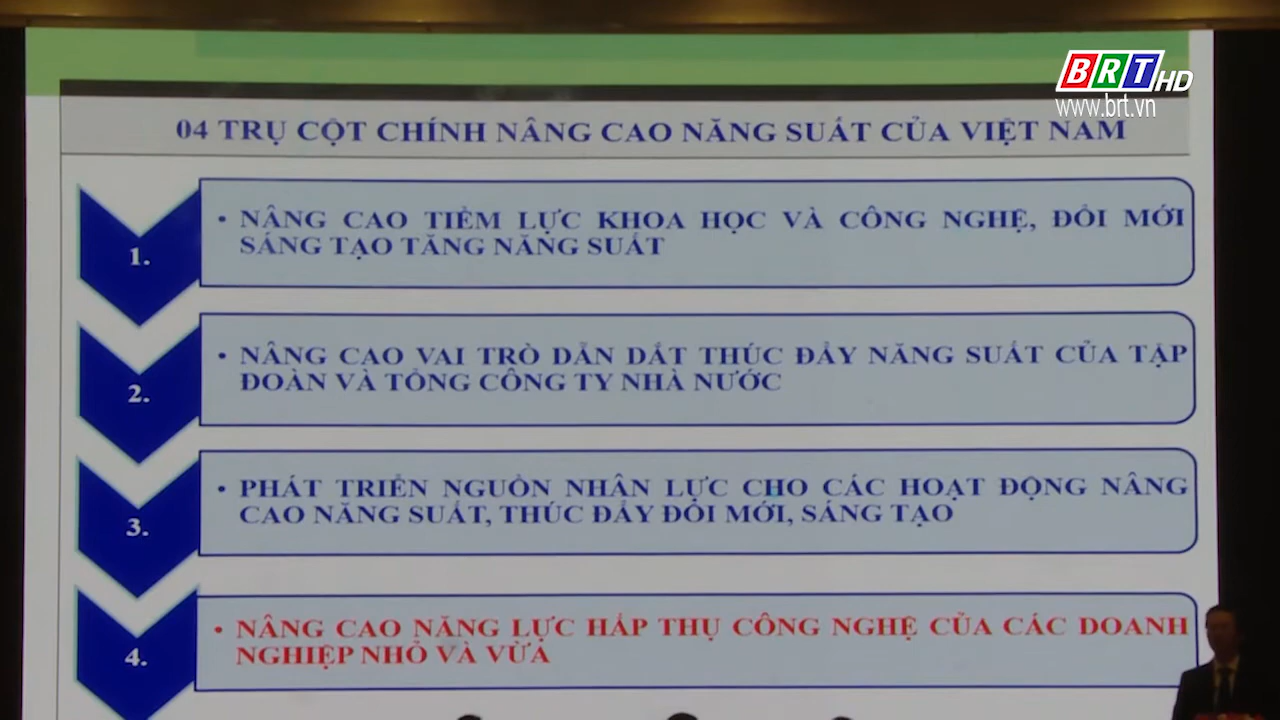 BRT HD
www.brt.vn
04 TRỤ CỘT CHÍNH NÂNG CAO NĂNG SUẤT CỦA VIỆT NAM
1.
• NÂNG CAO TIỀM LỰC KHOA HỌC VÀ CÔNG NGHỆ, ĐỔI MỚI
SÁNG TẠO TĂNG NĂNG SUẤT
2.
• NÂNG CAO VAI TRÒ DẪN DẮT THÚC ĐẨY NĂNG SUẤT CỦA TẬP
ĐOÀN VÀ TỔNG CÔNG TY NHÀ NƯỚC
3.
• PHÁT TRIỂN NGUỒN NHÂN LỰC CHO CÁC HOẠT ĐỘNG NÂNG
CAO NĂNG SUẤT, THÚC ĐẨY ĐỔI MỚI, SÁNG TẠO
4.
• NÂNG CAO NĂNG LỰC HẤP THỤ CÔNG NGHỆ CỦA CÁC DOANH
NGHIỆP NHỎ VÀ VỪA